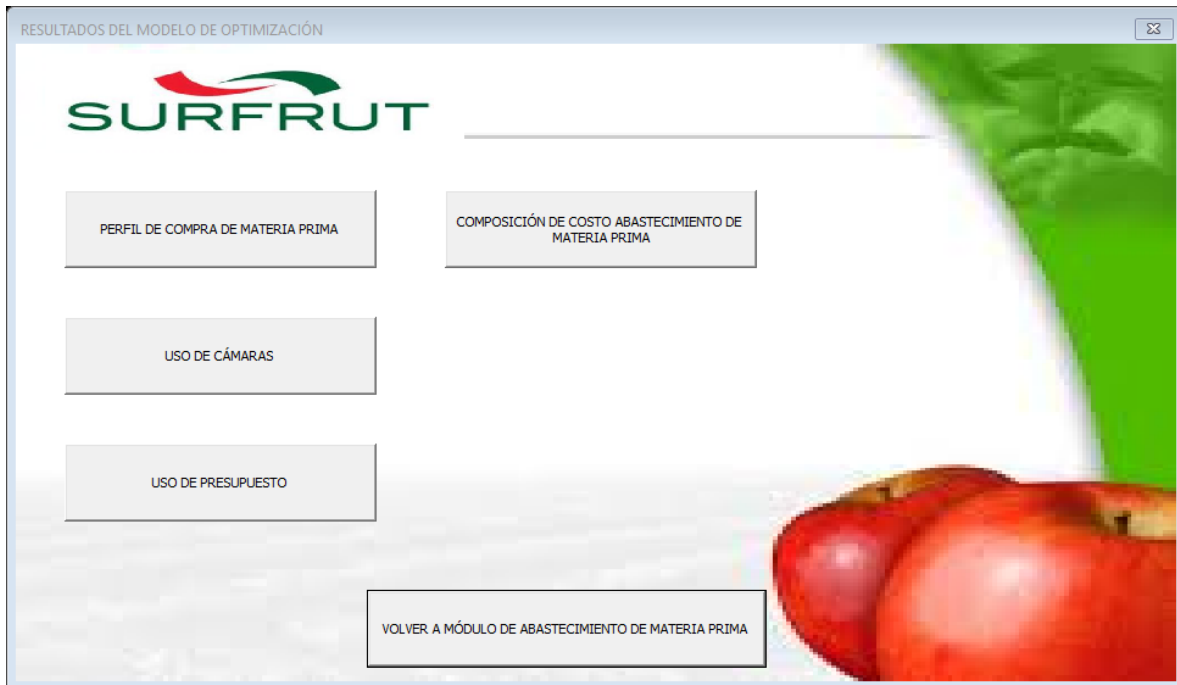 RESULTADOS DEL MODELO DE OPTIMIZACIÓN
SURFRUT
PERFIL DE COMPRA DE MATERIA PRIMA
COMPOSICIÓN DE COSTO ABASTECIMIENTO DE
MATERIA PRIMA
USO DE CÁMARAS
USO DE PRESUPUESTO
VOLVER A MÓDULO DE ABASTECIMIENTO DE MATERIA PRIMA